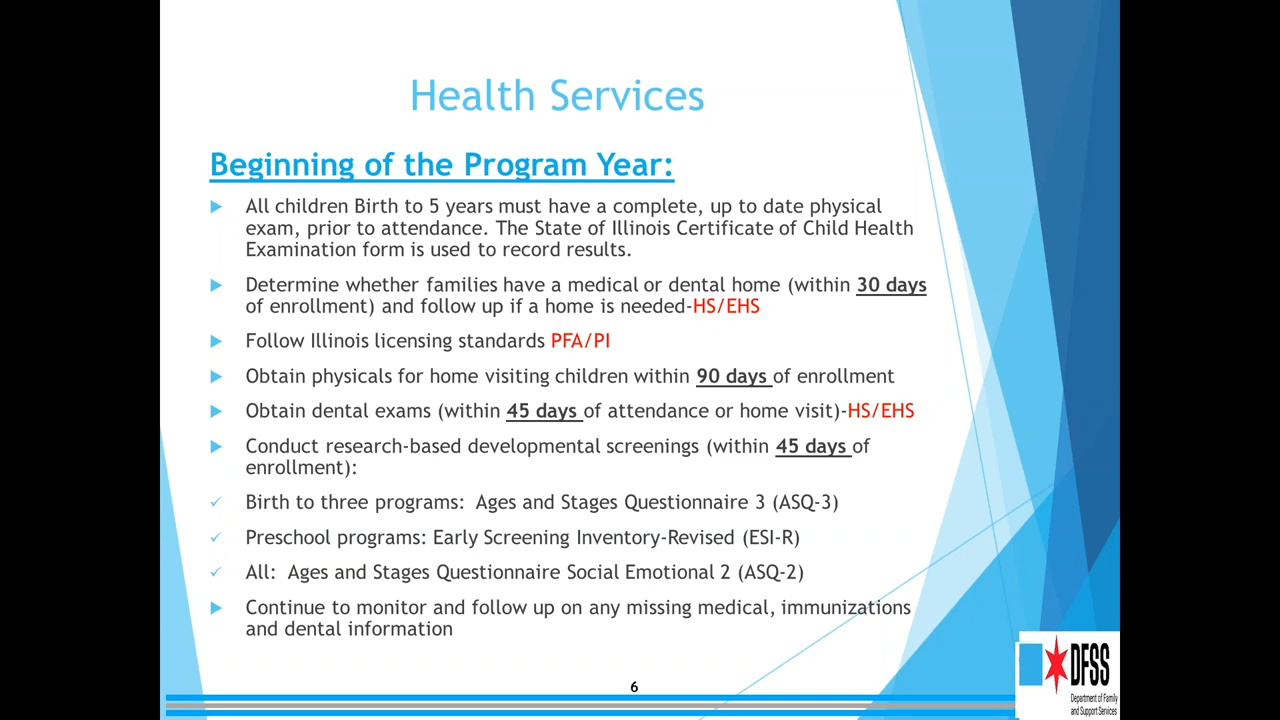 Health Services
Beginning of the Program Year:
All children Birth to 5 years must have a complete, up to date physical
exam, prior to attendance. The State of Illinois Certificate of Child Health
Examination form is used to record results.
Determine whether families have a medical or dental home (within 30 days
of enrollment) and follow up if a home is needed-HS/EHS
Follow Illinois licensing standards PFA/PI
Obtain physicals for home visiting children within 90 days of enrollment
Obtain dental exams (within 45 days of attendance or home visit)-HS/EHS
Conduct research-based developmental screenings (within 45 days of
enrollment):
Birth to three programs: Ages and Stages Questionnaire 3 (ASQ-3)
Preschool programs: Early Screening Inventory-Revised (ESI-R)
All: Ages and Stages Questionnaire Social Emotional 2 (ASQ-2)
Continue to monitor and follow up on any missing medical, immunizations
and dental information
6
DFSS
Department of Family
and Support Services